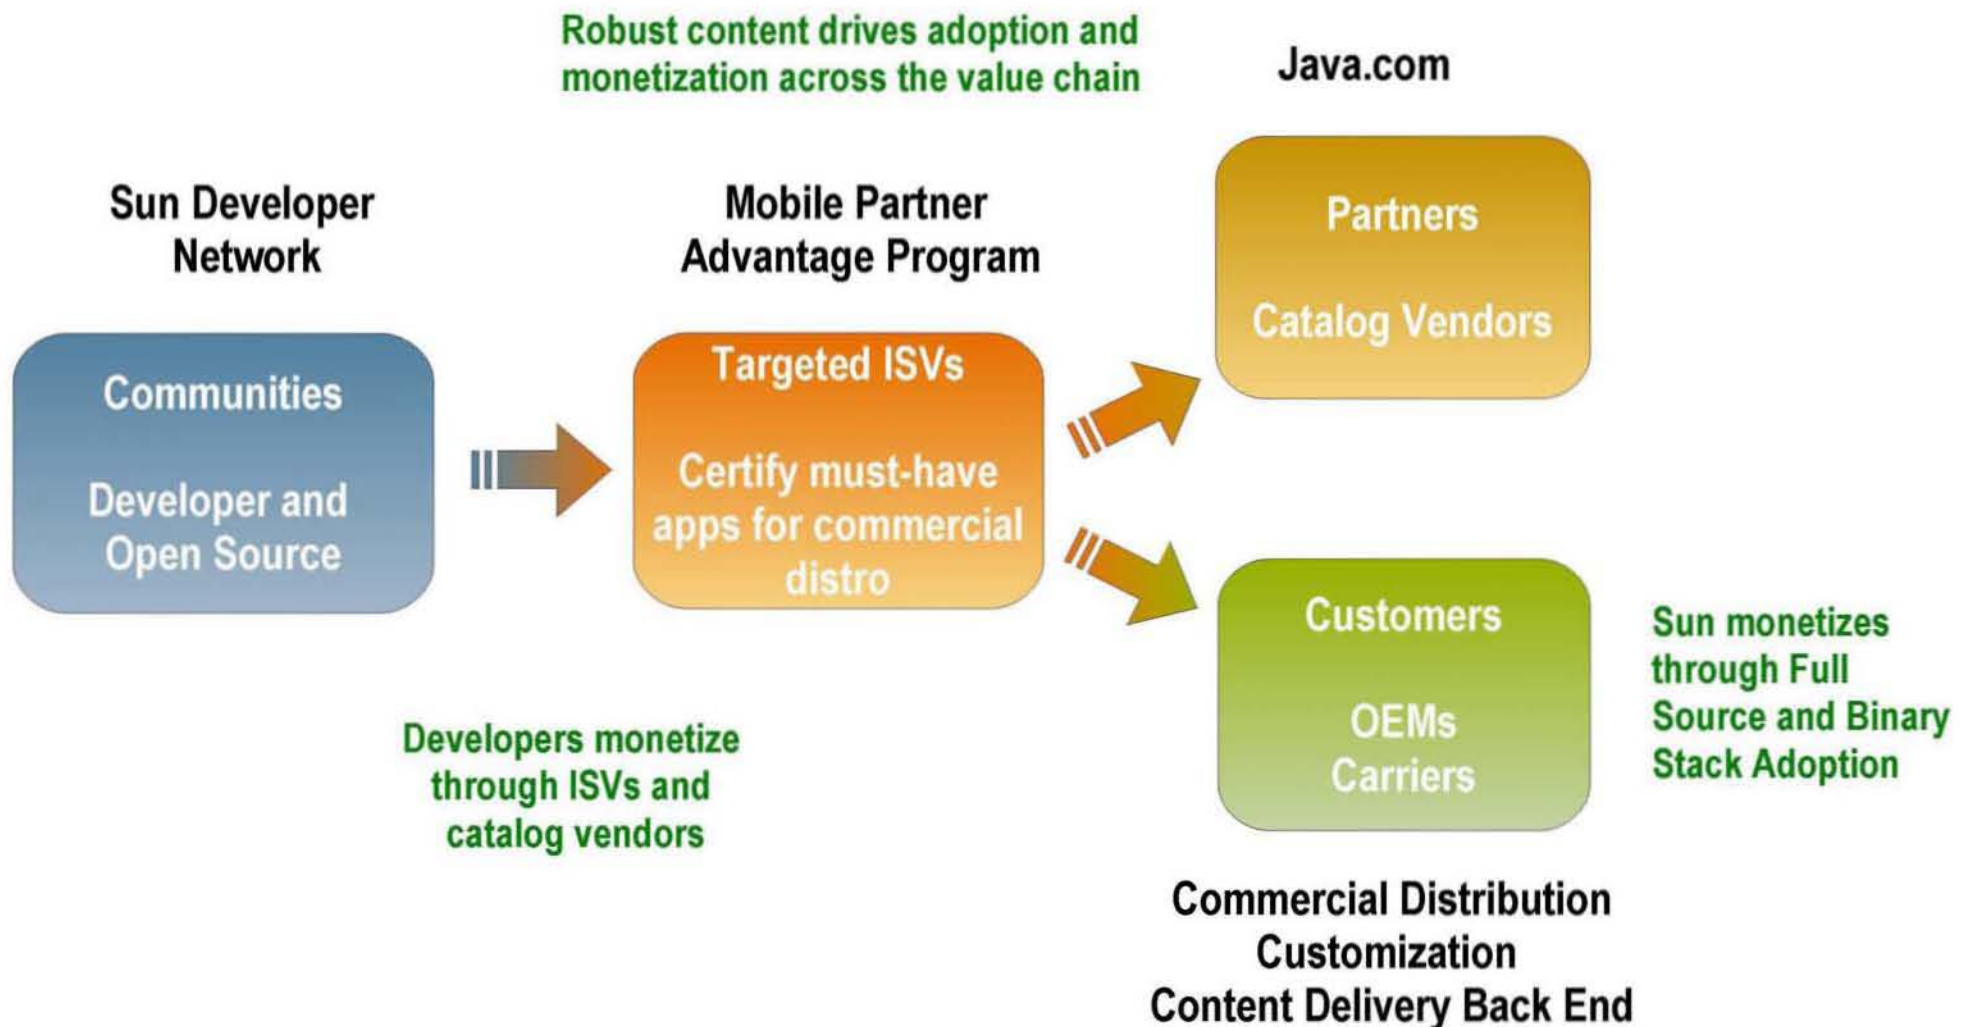 Robust content drives adoption and
monetization across the value chain
Java.com
Sun Developer
Network
Mobile Partner
Advantage Program
Partners
Catalog Vendors
Communities
Developer and
Open Source
Targeted ISVs
Certify must-have
apps for commercial
distro
Customers
OEMs
Carriers
Sun monetizes
through Full
Source and Binary
Stack Adoption
Developers monetize
through ISVs and
catalog vendors
Commercial Distribution
Customization
Content Delivery Back End